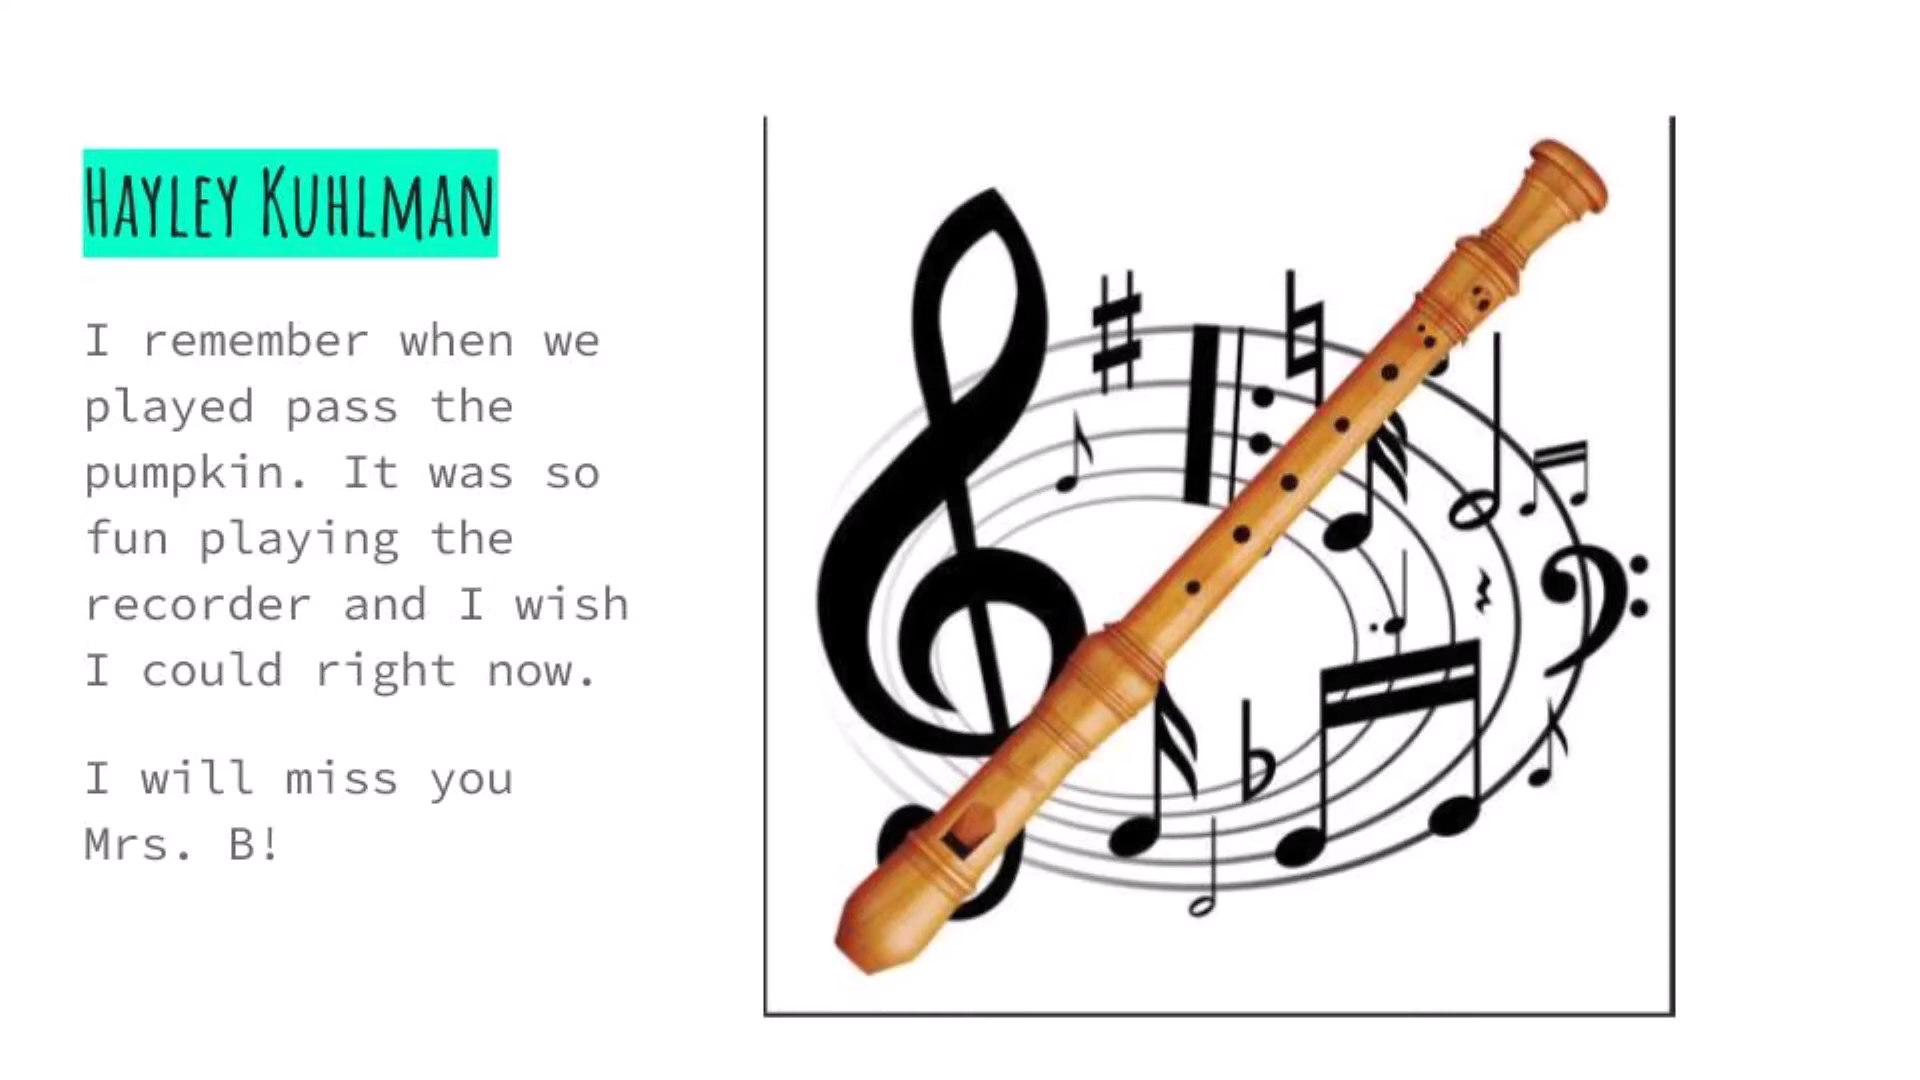 Hayley Kuhlman
I remember when we
played pass the
pumpkin. It was so
fun playing the
recorder and I wish
I could right now.
I will miss you
Mrs. B!